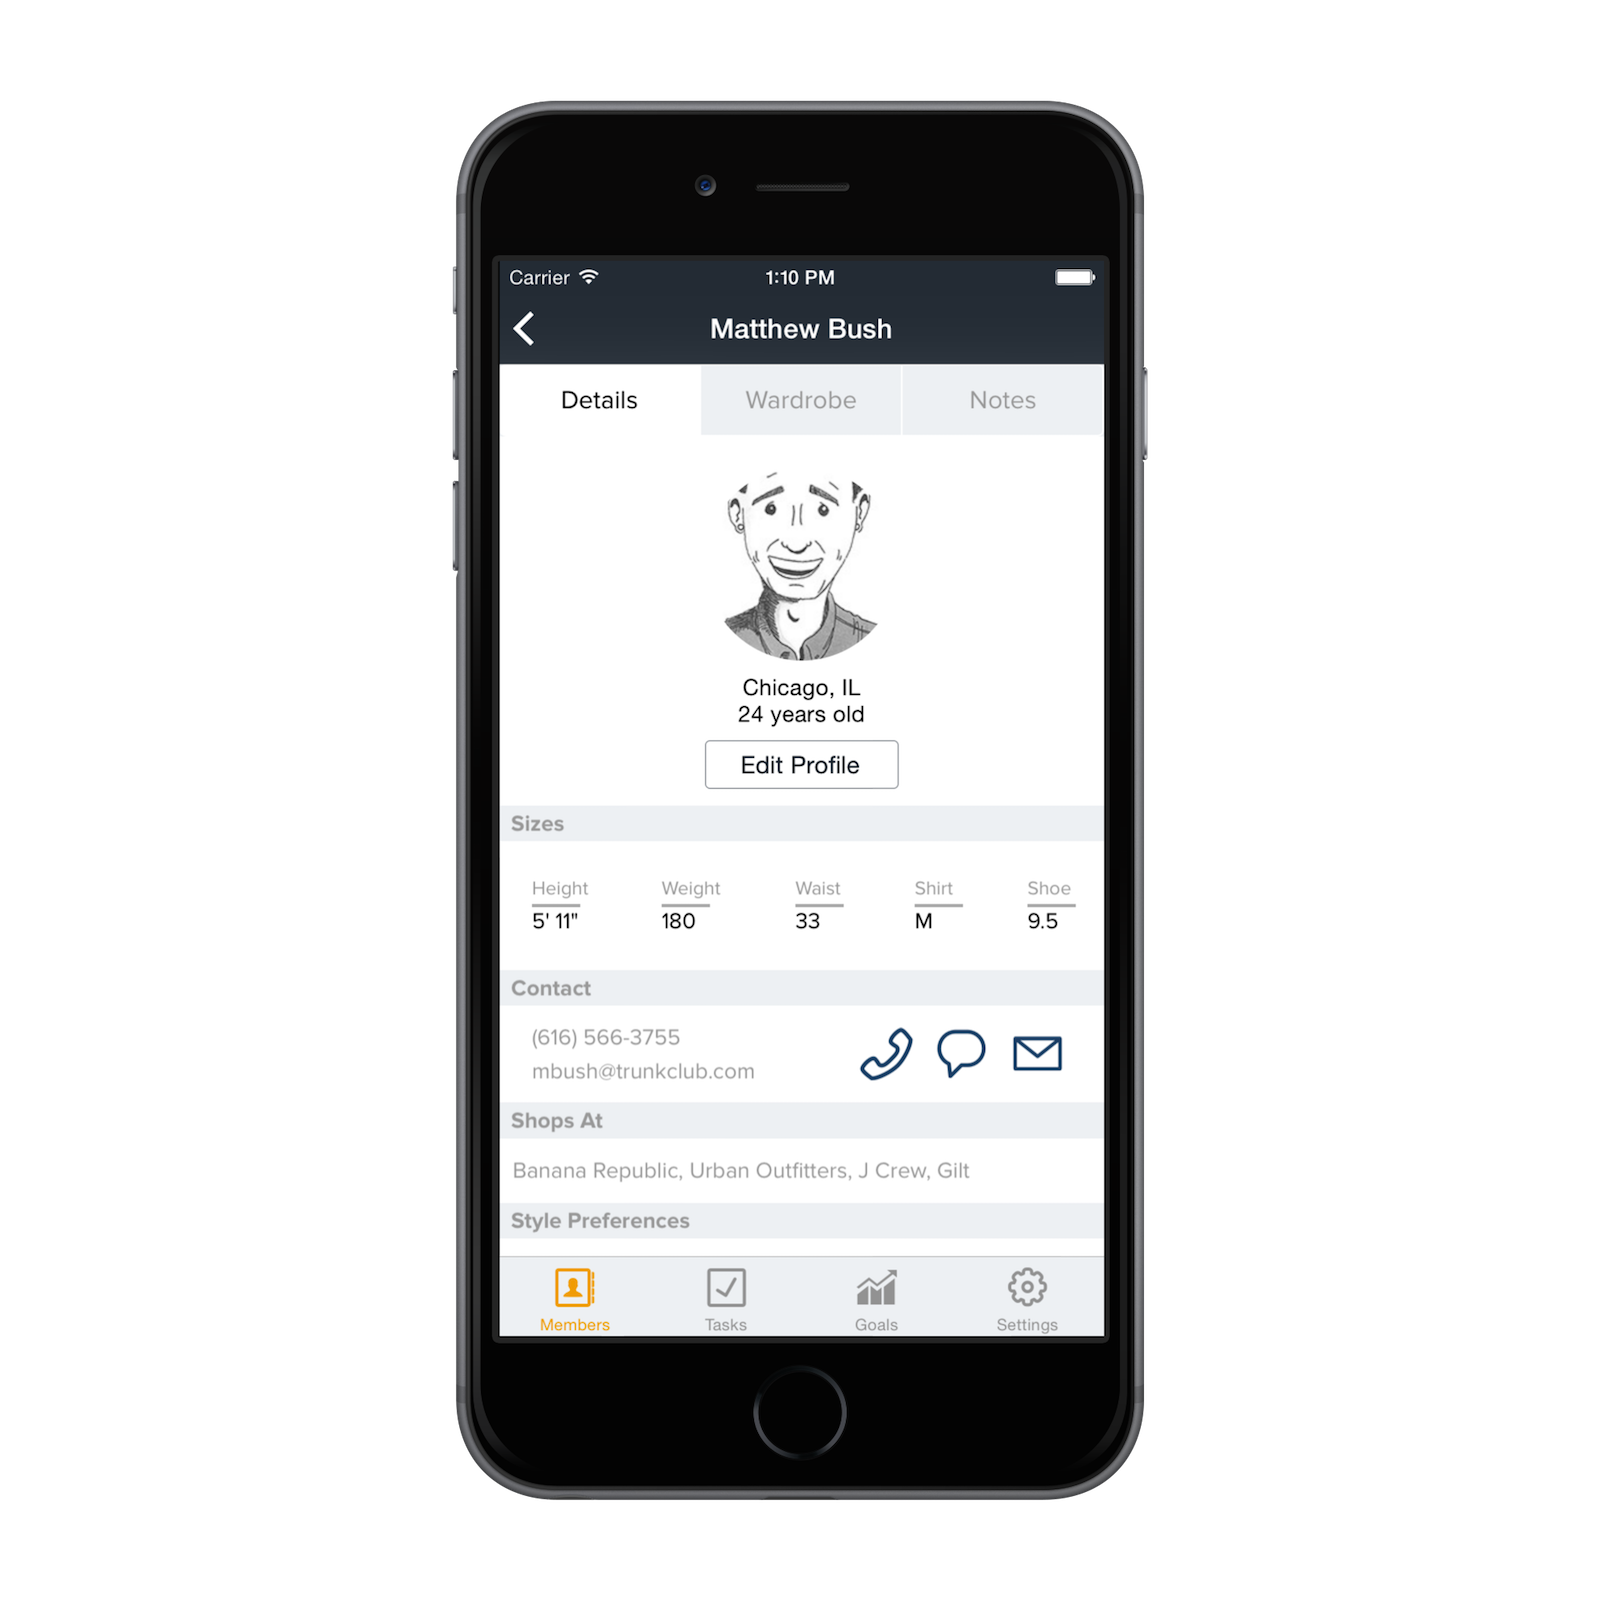 Carrier 1:10 PM
Matthew Bush
Details Wardrobe Notes
Chicago, IL
24 years old
Edit Profile
Sizes
Height Weight Waist Shirt Shoe
5' 11" 180 33 M 9.5
Contact
(616) 566-3755
mbush@trunkclub.com
Shops At
Banana Republic, Urban Outfitters, J Crew, Gilt
Style Preferences
Members Tasks Goals Settings